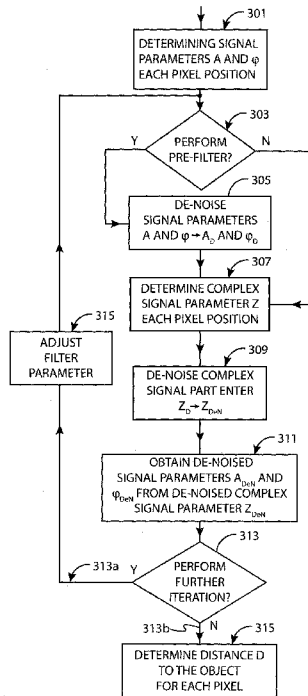 301
DETERMINING SIGNAL
PARAMETERS A AND φ
EACH PIXEL POSITION
303
Y
PERFORM
PRE-FILTER?
N
305
DE-NOISE
SIGNAL PARAMETERS
A AND φ→A_D AND φ_D
307
DETERMINE COMPLEX
SIGNAL PARAMETER Z
EACH PIXEL POSITION
315
ADJUST
FILTER
PARAMETER
309
DE-NOISE COMPLEX
SIGNAL PART ENTER
Z_D→Z_DeN
311
OBTAIN DE-NOISED
SIGNAL PARAMETERS A_DeN AND
φ_DeN FROM DE-NOISED COMPLEX
SIGNAL PARAMETER Z_DeN
313
313a
Y
PERFORM
FURTHER
ITERATION?
313b
N
315
DETERMINE DISTANCE D
TO THE OBJECT
FOR EACH PIXEL